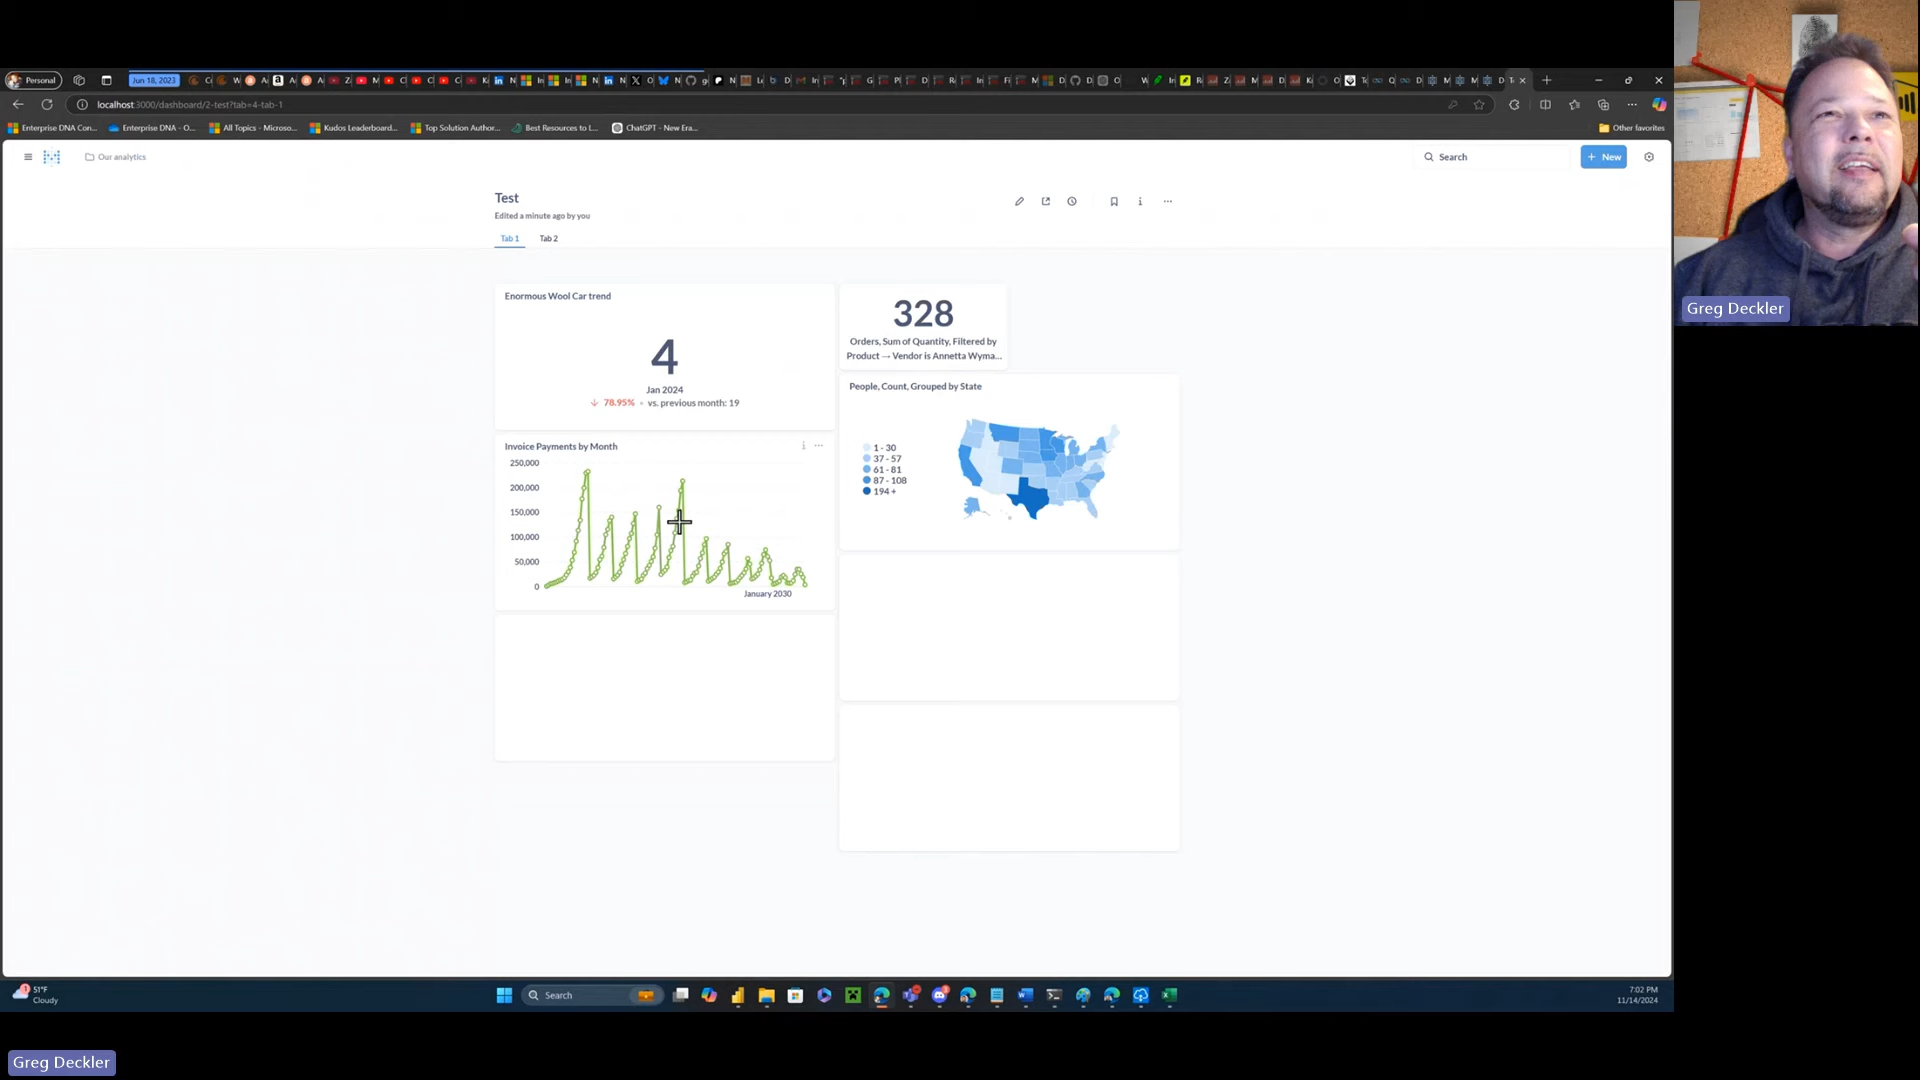 Personal
Jun 18, 2023
localhost:3000/dashboard/2-test?tab=4-tab-1
Enterprise DNA Con...
Enterprise DNA - O...
All Topics - Microso...
Kudos Leaderboard...
Top Solution Author...
Best Resources to L...
ChatGPT - New Era...
Other favorites
Our analytics
Search
+ New
Test
Edited a minute ago by you
Tab 1
Tab 2
Enormous Wool Car trend
4
Jan 2024
78.95% • vs. previous month: 19
328
Orders, Sum of Quantity, Filtered by
Product → Vendor is Annetta Wyma...
People, Count, Grouped by State
1 - 30
37 - 57
61 - 81
87 - 108
194 +
Invoice Payments by Month
250,000
200,000
150,000
100,000
50,000
0
January 2030
Greg Deckler
51°F
Cloudy
Search
7:02 PM
11/14/2024
Greg Deckler